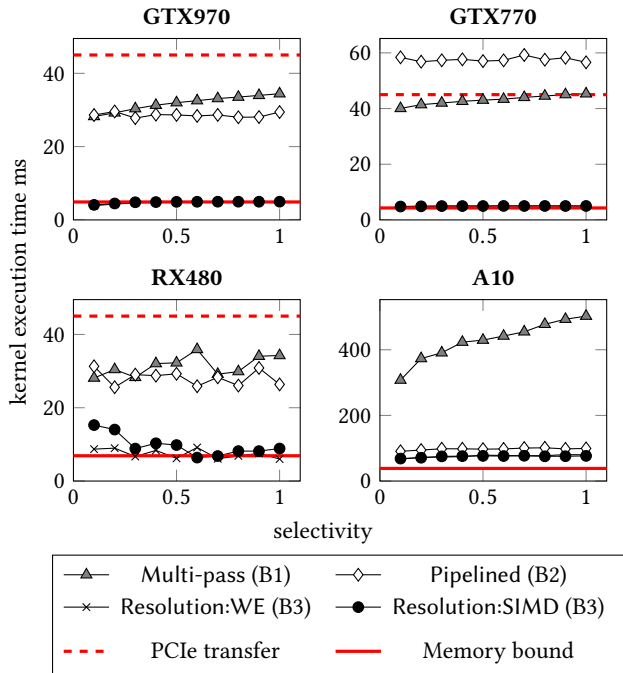 GTX970
GTX770
40
20
0
0
0.5
1
60
40
20
0
0
0.5
1
kernel execution time ms
RX480
A10
40
20
0
0
0.5
1
400
200
0
0
0.5
1
selectivity
Multi-pass (B1)
Pipelined (B2)
Resolution:WE (B3)
Resolution:SIMD (B3)
PCIe transfer
Memory bound